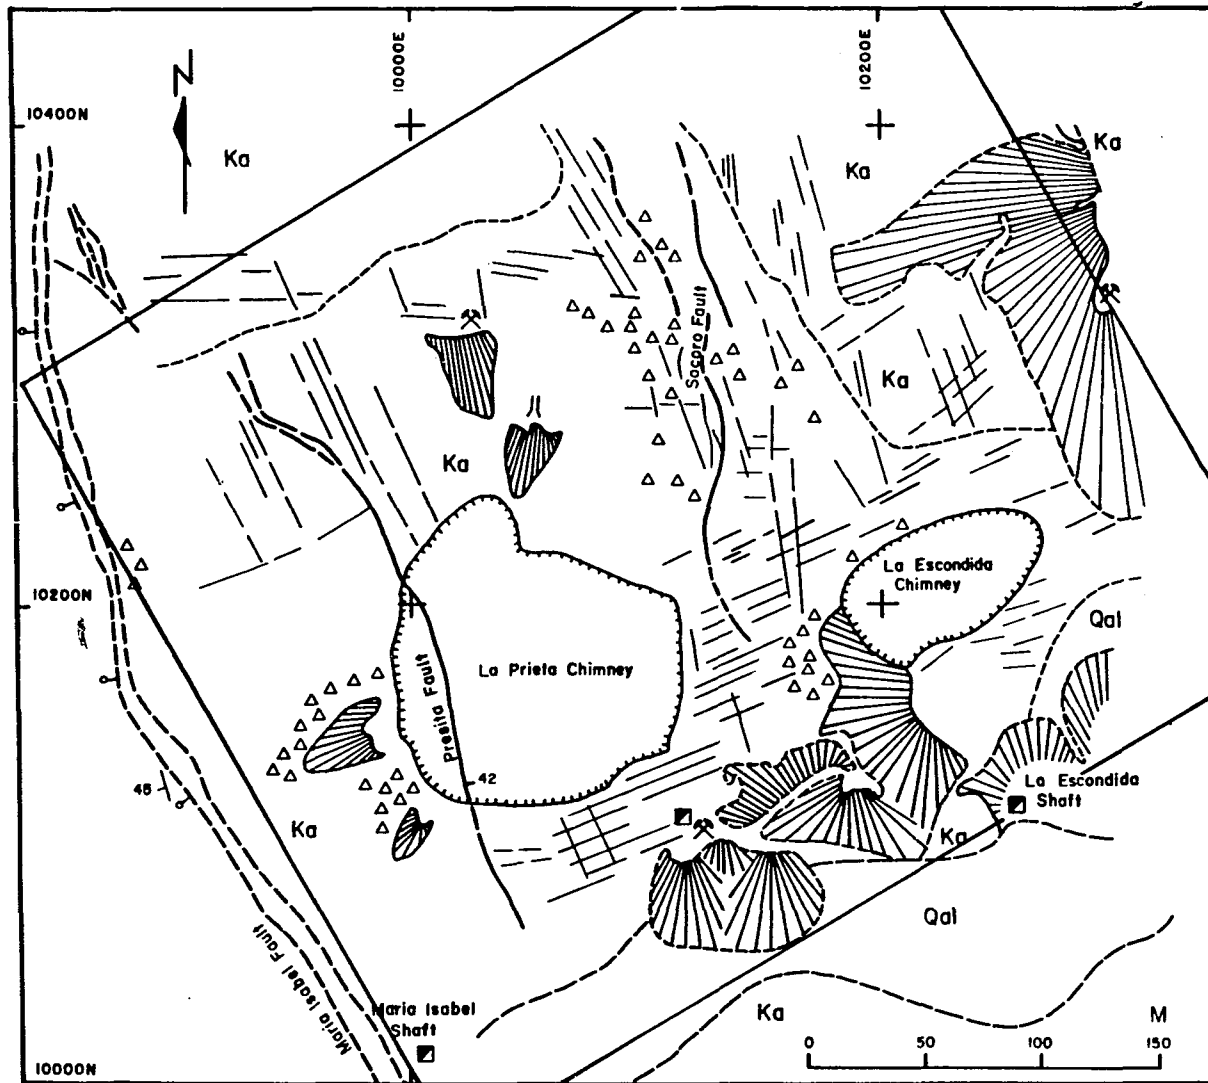 10000E
10200E
N
10400N
Ka
Ka
Ka
Sacoro Fault
Ka
Ka
La Escondida
Chimney
10200N
Qal
La Prieta Chimney
Presita Fault
42
45
La Escondida
Shaft
Ka
Ka
Qal
Maria Isabel Fault
Maria Isabel
Shaft
Ka
M
0 50 100 150
10000N